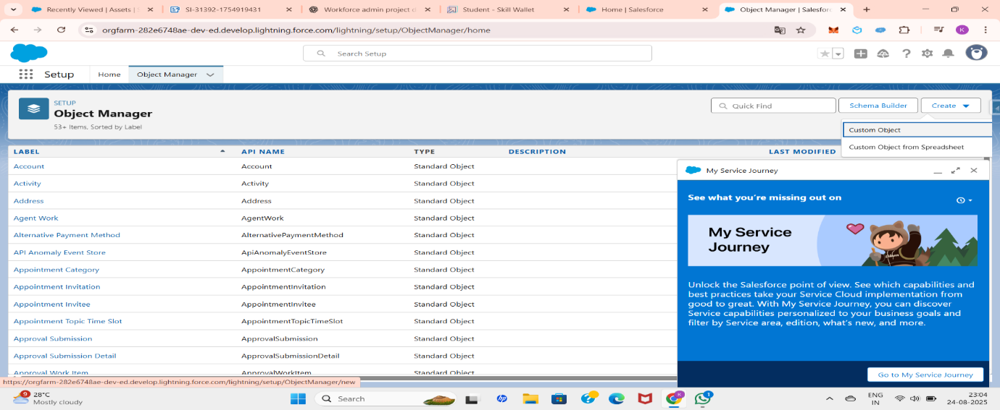 Recently Viewed | Assets |
SI-31392-1754919431
Workforce admin project d
Student - Skill Wallet
Home | Salesforce
Object Manager | Salesforc
orgfarm-282e6748ae-dev-ed.develop.lightning.force.com/lightning/setup/ObjectManager/home
K
Search Setup
Setup
Home
Object Manager
SETUP
Object Manager
53+ Items, Sorted by Label
Quick Find
Schema Builder
Create
Custom Object
Custom Object from Spreadsheet
LABEL API NAME TYPE DESCRIPTION LAST MODIFIED
Account Account Standard Object
Activity Activity Standard Object
Address Address Standard Object
Agent Work AgentWork Standard Object
Alternative Payment Method AlternativePaymentMethod Standard Object
API Anomaly Event Store ApiAnomalyEventStore Standard Object
Appointment Category AppointmentCategory Standard Object
Appointment Invitation AppointmentInvitation Standard Object
Appointment Invitee AppointmentInvitee Standard Object
Appointment Topic Time Slot AppointmentTopicTimeSlot Standard Object
Approval Submission ApprovalSubmission Standard Object
Approval Submission Detail ApprovalSubmissionDetail Standard Object
Approval Work Item ApprovalWorkItem Standard Object
My Service Journey
See what you're missing out on
My Service
Journey
Unlock the Salesforce point of view. See which capabilities and
best practices take your Service Cloud implementation from
good to great. With My Service Journey, you can discover
Service capabilities personalized to your business goals and
filter by Service area, edition, what's new, and more.
Go to My Service Journey
https://orgfarm-282e6748ae-dev-ed.develop.lightning.force.com/lightning/setup/ObjectManager/new
9
28°C
Mostly cloudy
Search
hp
K
1
ENG
IN
23:04
24-08-2025